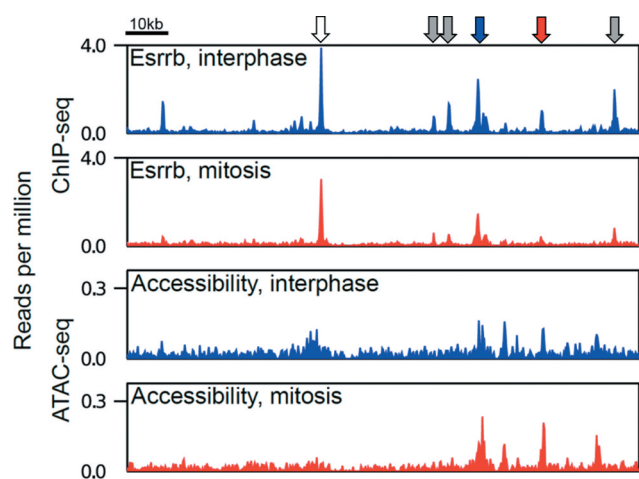 10kb
Reads per million
ChIP-seq
4.0
Esrrb, interphase
0.0
4.0
Esrrb, mitosis
0.0
ATAC-seq
0.3
Accessibility, interphase
0.0
0.3
Accessibility, mitosis
0.0